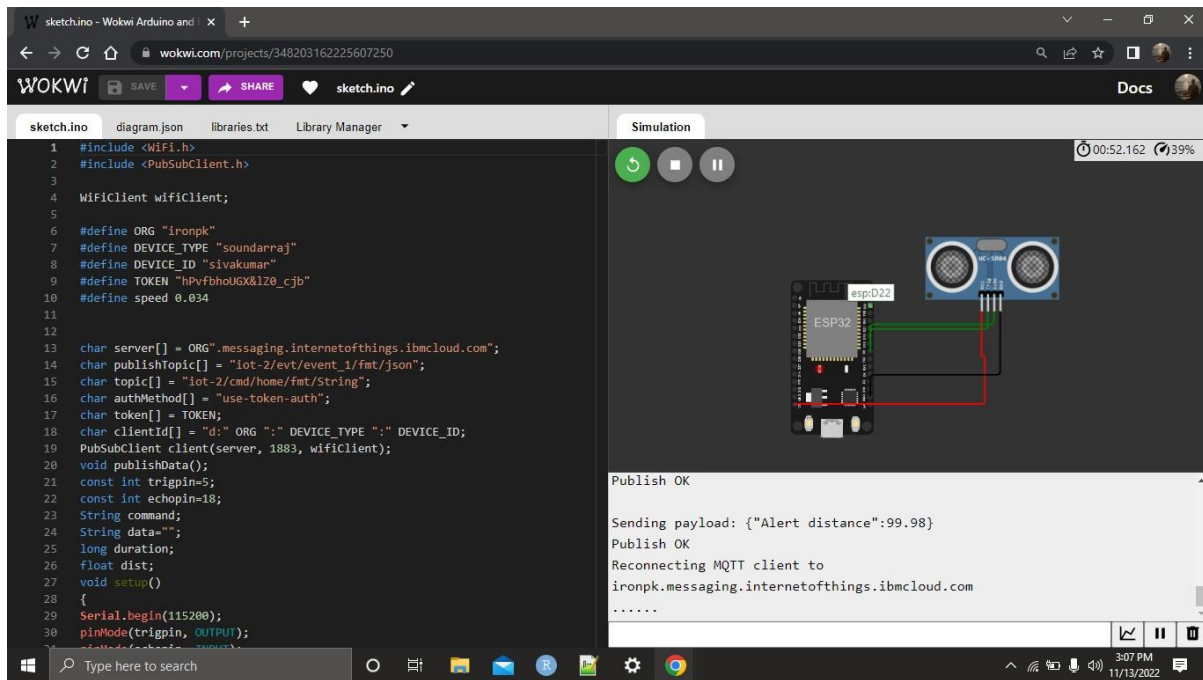 sketch.ino - Wokwi Arduino and
wokwi.com/projects/348203162225607250
WOKWi SAVE SHARE sketch.ino Docs
sketch.ino diagram.json libraries.txt Library Manager
1 #include <WiFi.h>
2 #include <PubSubClient.h>
3
4 WiFiClient wifiClient;
5
6 #define ORG "ironpk"
7 #define DEVICE_TYPE "soundarraj"
8 #define DEVICE_ID "sivakumar"
9 #define TOKEN "hPvfbhoUGX&lZ0_cjb"
10 #define speed 0.034
11
12
13 char server[] = ORG".messaging.internetofthings.ibmcloud.com";
14 char publishTopic[] = "iot-2/evt/event_1/fmt/json";
15 char topic[] = "iot-2/cmd/home/fmt/String";
16 char authMethod[] = "use-token-auth";
17 char token[] = TOKEN;
18 char clientId[] = "d:" ORG ":" DEVICE_TYPE ":" DEVICE_ID;
19 PubSubClient client(server, 1883, wifiClient);
20 void publishData();
21 const int trigpin=5;
22 const int echopin=18;
23 String command;
24 String data="";
25 long duration;
26 float dist;
27 void setup()
28 {
29 Serial.begin(115200);
30 pinMode(trigpin, OUTPUT);
Simulation
00:52.162 39%
HC-SR04
esp:D22
ESP32
Publish OK
Sending payload: {"Alert distance":99.98}
Publish OK
Reconnecting MQTT client to
ironpk.messaging.internetofthings.ibmcloud.com
......
Type here to search
3:07 PM
11/13/2022